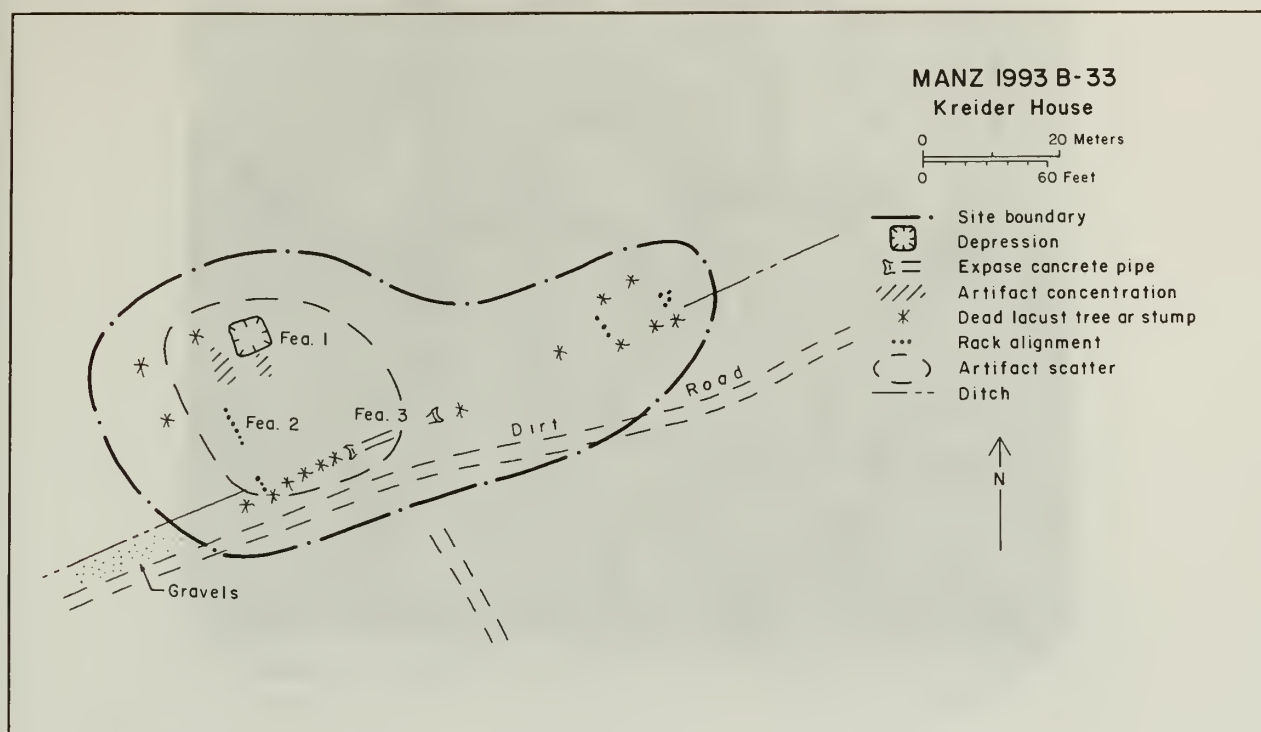 MANZ 1993 B-33
Kreider House
0 20 Meters
0 60 Feet
Site boundary
Depression
Expase cancrete pipe
Artifact concentration
Dead lacust tree ar stump
Rack alignment
Artifact scatter
Ditch
N
Fea. 1
Fea. 2
Fea. 3
Dirt Road
Gravels